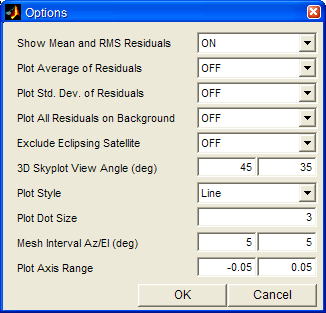 Options
Show Mean and RMS Residuals ON
Plot Average of Residuals OFF
Plot Std. Dev. of Residuals OFF
Plot All Residuals on Background OFF
Exclude Eclipsing Satellite OFF
3D Skyplot View Angle (deg) 45 35
Plot Style Line
Plot Dot Size 3
Mesh Interval Az/El (deg) 5 5
Plot Axis Range -0.05 0.05
OK Cancel